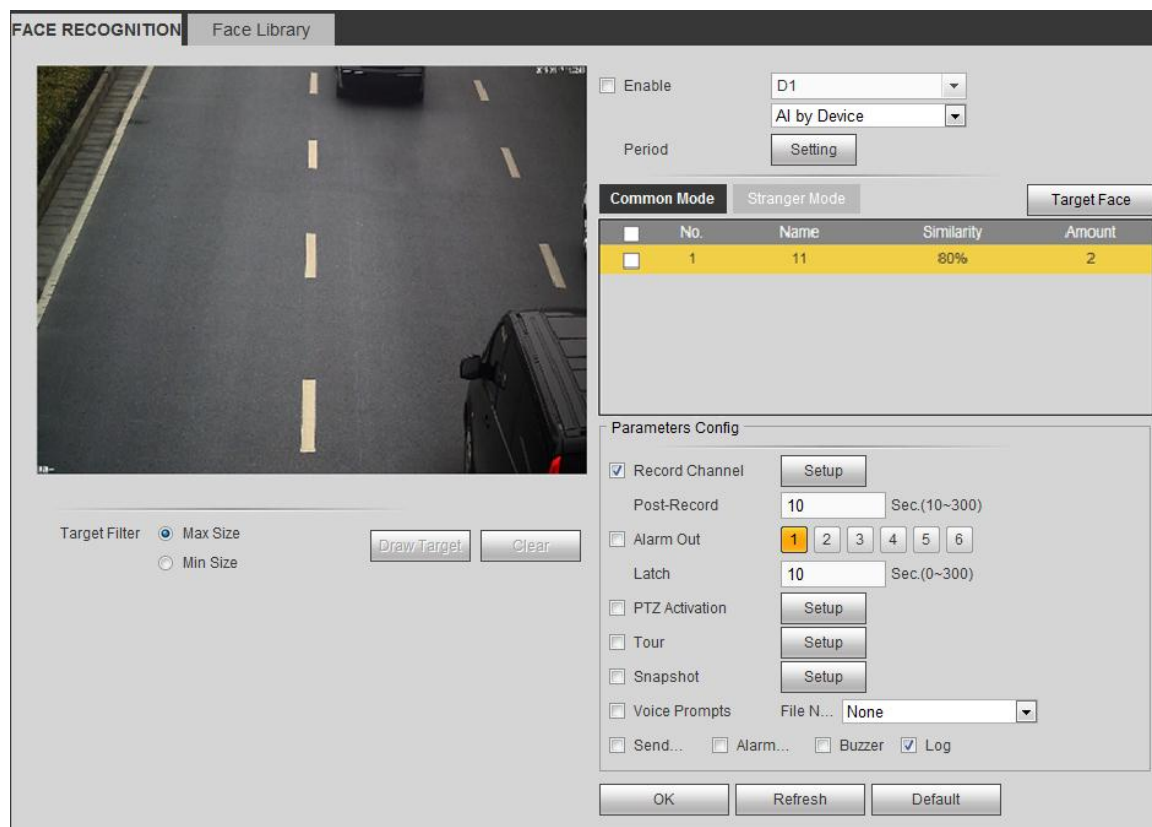 FACE RECOGNITION Face Library
Enable D1
AI by Device
Period Setting
Common Mode Stranger Mode Target Face
No. Name Similarity Amount
1 11 80% 2
Parameters Config
Record Channel Setup
Post-Record 10 Sec.(10~300)
Alarm Out 1 2 3 4 5 6
Latch 10 Sec.(0~300)
PTZ Activation Setup
Tour Setup
Snapshot Setup
Voice Prompts File N... None
Send... Alarm... Buzzer Log
OK Refresh Default
Target Filter Max Size Draw Target Clear
Min Size